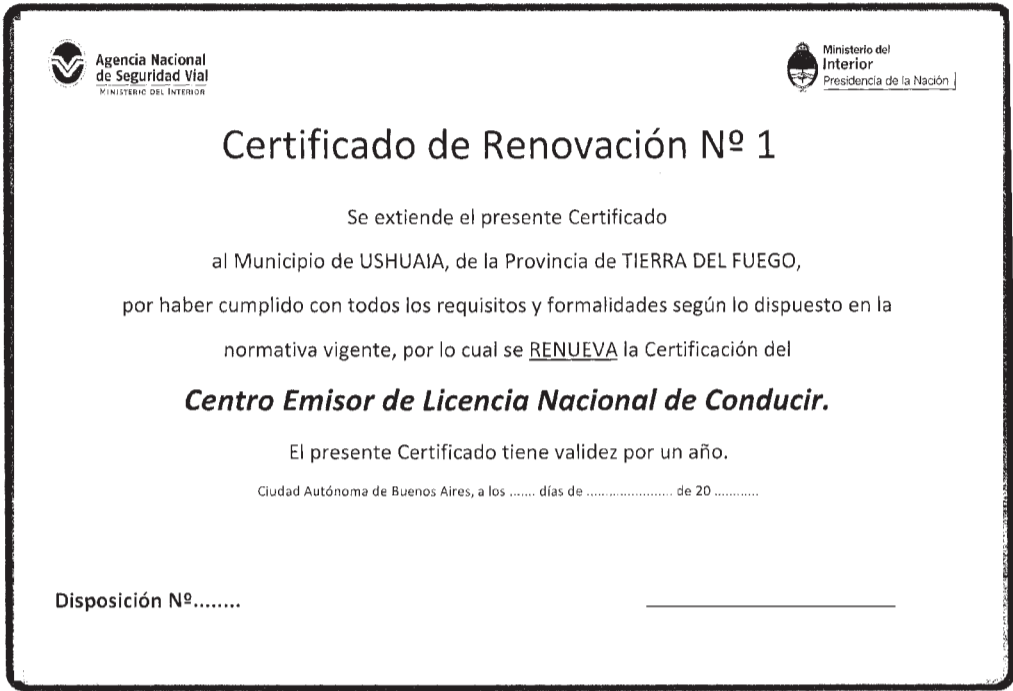 Agencia Nacional
de Seguridad Vial
MINISTERIO DEL INTERIOR
Ministerio del
Interior
Presidencia de la Nación
Certificado de Renovación Nº 1
Se extiende el presente Certificado
al Municipio de USHUAIA, de la Provincia de TIERRA DEL FUEGO,
por haber cumplido con todos los requisitos y formalidades según lo dispuesto en la
normativa vigente, por lo cual se RENUEVA la Certificación del
Centro Emisor de Licencia Nacional de Conducir.
El presente Certificado tiene validez por un año.
Ciudad Autónoma de Buenos Aires, a los ....... días de ....................... de 20 ............
Disposición Nº........